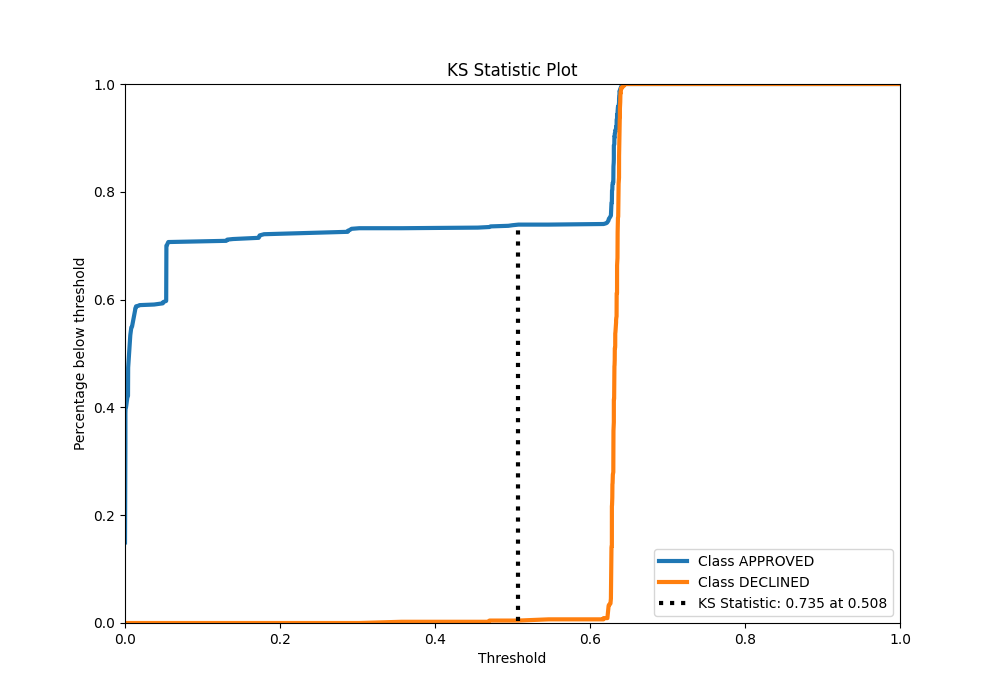 KS Statistic Plot
1.0
0.8
0.6
0.4
0.2
0.0
Percentage below threshold
0.0 0.2 0.4 0.6 0.8 1.0
Threshold
Class APPROVED
Class DECLINED
KS Statistic: 0.735 at 0.508